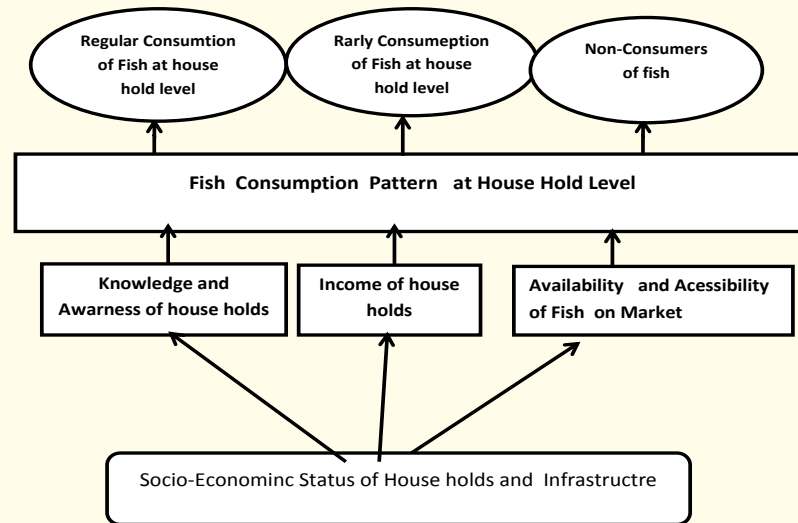 Regular Consumtion
of Fish at house
hold level
Rarly Consumeption
of Fish at house
hold level
Non-Consumers
of fish
Fish Consumption Pattern at House Hold Level
Knowledge and
Awarness of house holds
Income of house
holds
Availability and Acessibility
of Fish on Market
Socio-Econominc Status of House holds and Infrastructre